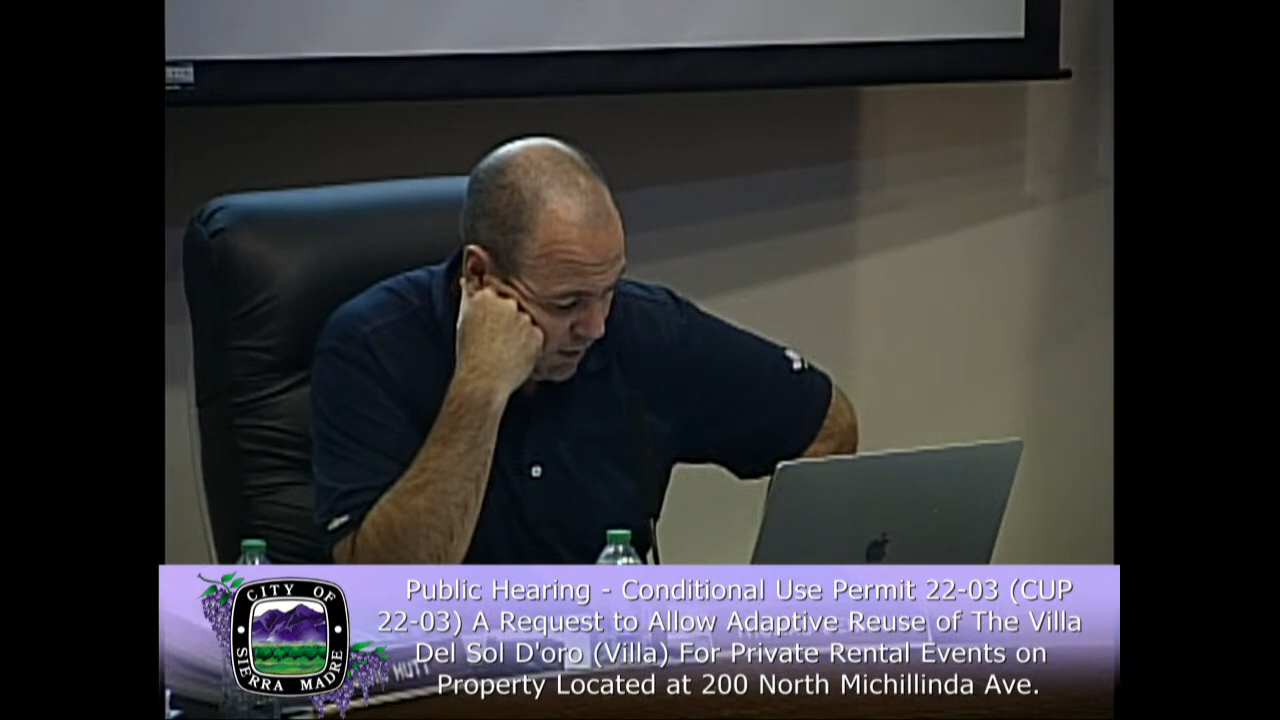 Public Hearing - Conditional Use Permit 22-03 (CUP
22-03) A Request to Allow Adaptive Reuse of The Villa
Del Sol D'oro (Villa) For Private Rental Events on
Property Located at 200 North Michillinda Ave.
CITY OF
SIERRA MADRE
HUTT